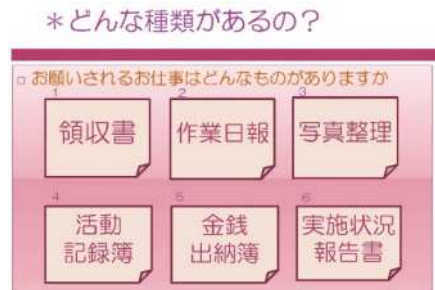 ＊どんな種類があるの？
□ お願いされるお仕事はどんなものがありますか
1 2 3
領収書 作業日報 写真整理
4 5 6
活動 金銭 実施状況
記録簿 出納簿 報告書